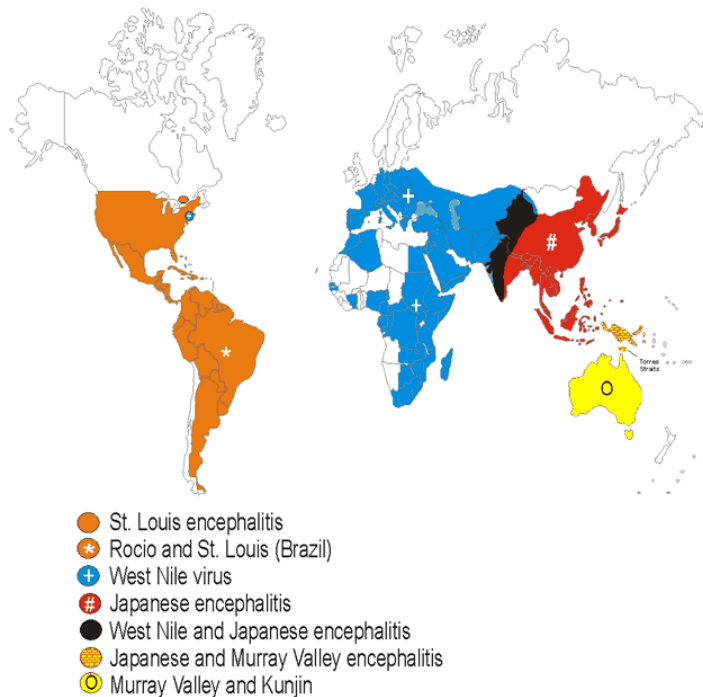 Torres
Straits
St. Louis encephalitis
Rocio and St. Louis (Brazil)
West Nile virus
Japanese encephalitis
West Nile and Japanese encephalitis
Japanese and Murray Valley encephalitis
Murray Valley and Kunjin